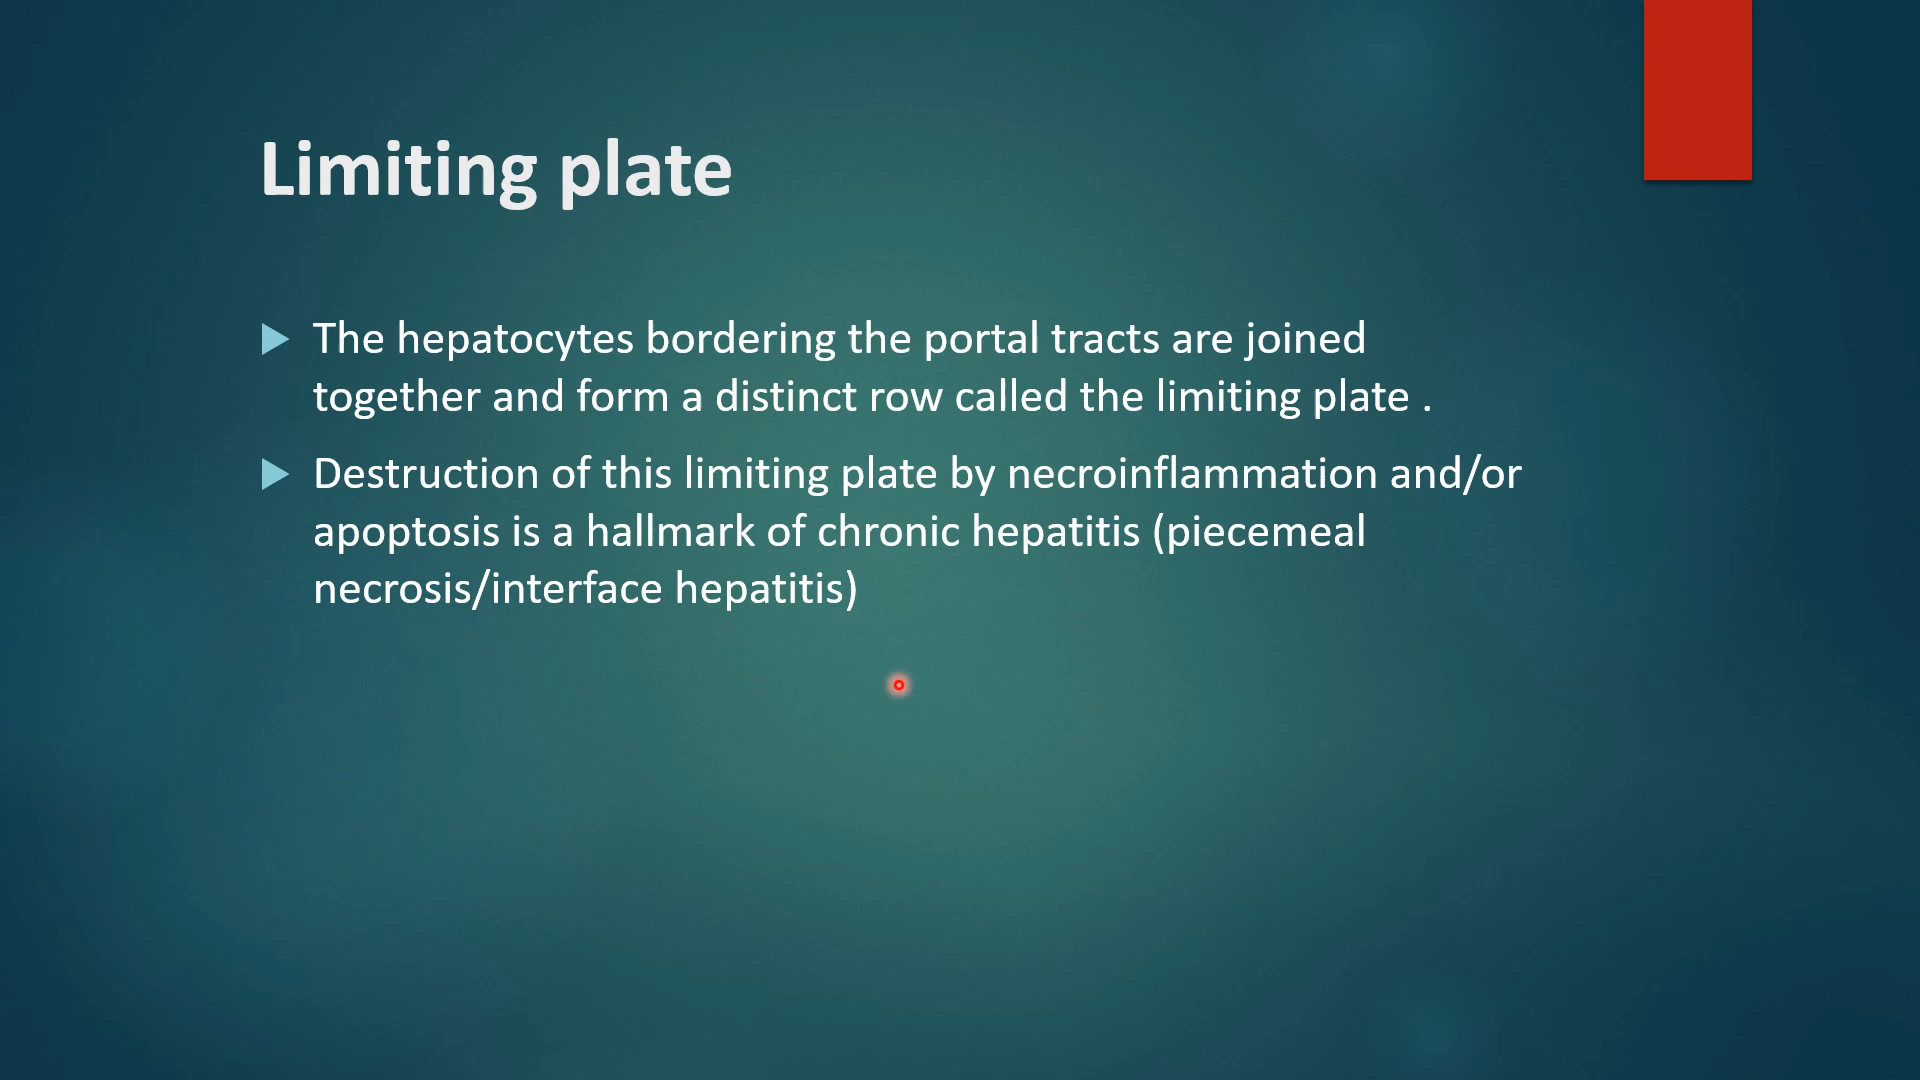 Limiting plate
The hepatocytes bordering the portal tracts are joined
together and form a distinct row called the limiting plate .
Destruction of this limiting plate by necroinflammation and/or
apoptosis is a hallmark of chronic hepatitis (piecemeal
necrosis/interface hepatitis)